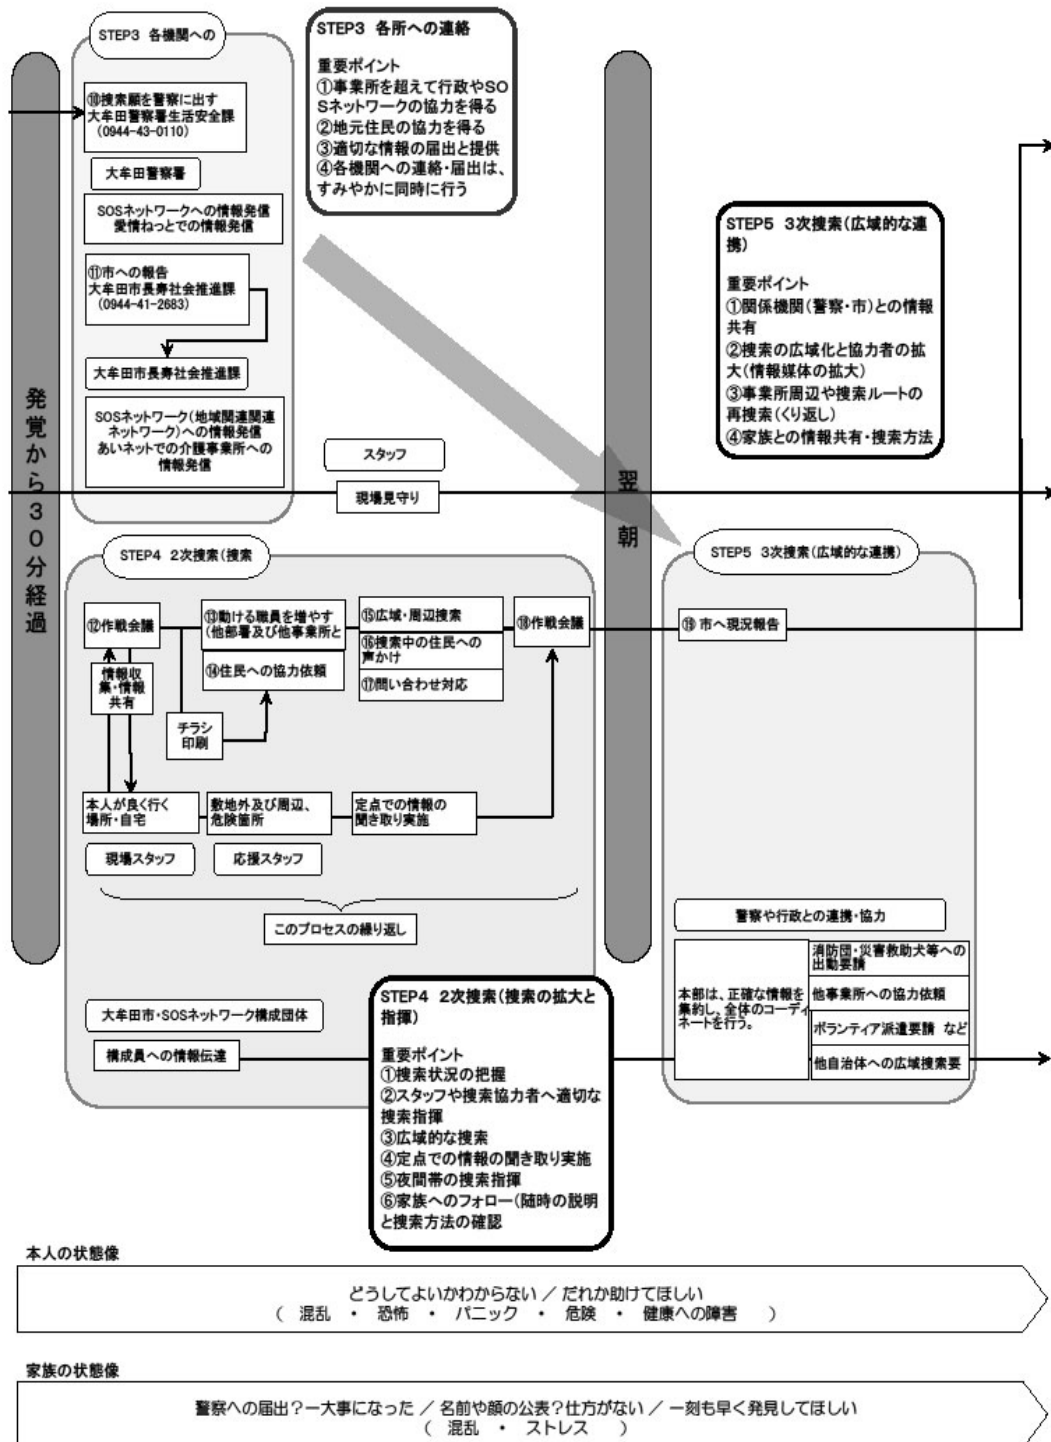 STEP3 各機関への
⑩捜索願を警察に出す
大牟田警察署生活安全課
（0944-43-0110）
大牟田警察署
SOSネットワークへの情報発信
愛情ねっとでの情報発信
⑪市への報告
大牟田市長寿社会推進課
（0944-41-2683）
大牟田市長寿社会推進課
SOSネットワーク（地域関連関連
ネットワーク）への情報発信
あいネットでの介護事業所への
情報発信
STEP3 各所への連絡
重要ポイント
①事業所を超えて行政やSO
Sネットワークの協力を得る
②地元住民の協力を得る
③適切な情報の届出と提供
④各機関への連絡・届出は、
すみやかに同時に行う
発覚から３０分経過
スタッフ
現場見守り
翌朝
STEP5 3次捜索（広域的な連
携）
重要ポイント
①関係機関（警察・市）との情報
共有
②捜索の広域化と協力者の拡
大（情報媒体の拡大）
③事業所周辺や捜索ルートの
再捜索（くり返し）
④家族との情報共有・捜索方法
STEP4 2次捜索（捜索
⑫作戦会議
情報収
集・情報
共有
⑬動ける職員を増やす
（他部署及び他事業所と
⑭住民への協力依頼
チラシ
印刷
⑮広域・周辺捜索
⑯捜索中の住民への
声かけ
⑰問い合わせ対応
⑱作戦会議
本人が良く行く
場所・自宅
敷地外及び周辺、
危険箇所
定点での情報の
聞き取り実施
現場スタッフ
応援スタッフ
このプロセスの繰り返し
大牟田市・SOSネットワーク構成団体
構成員への情報伝達
STEP4 2次捜索（捜索の拡大と
指揮）
重要ポイント
①捜索状況の把握
②スタッフや捜索協力者へ適切な
捜索指揮
③広域的な捜索
④定点での情報の聞き取り実施
⑤夜間帯の捜索指揮
⑥家族へのフォロー（随時の説明
と捜索方法の確認
STEP5 3次捜索（広域的な連携）
⑲ 市へ現況報告
警察や行政との連携・協力
本部は、正確な情報を
集約し、全体のコーディ
ネートを行う。
消防団・災害救助犬等への
出動要請
他事業所への協力依頼
ボランティア派遣要請 など
他自治体への広域捜索要
本人の状態像
どうしてよいかわからない ／ だれか助けてほしい
（ 混乱 ・ 恐怖 ・ パニック ・ 危険 ・ 健康への障害 ）
家族の状態像
警察への届出？ー大事になった ／ 名前や顔の公表？仕方がない ／ 一刻も早く発見してほしい
（ 混乱 ・ ストレス ）